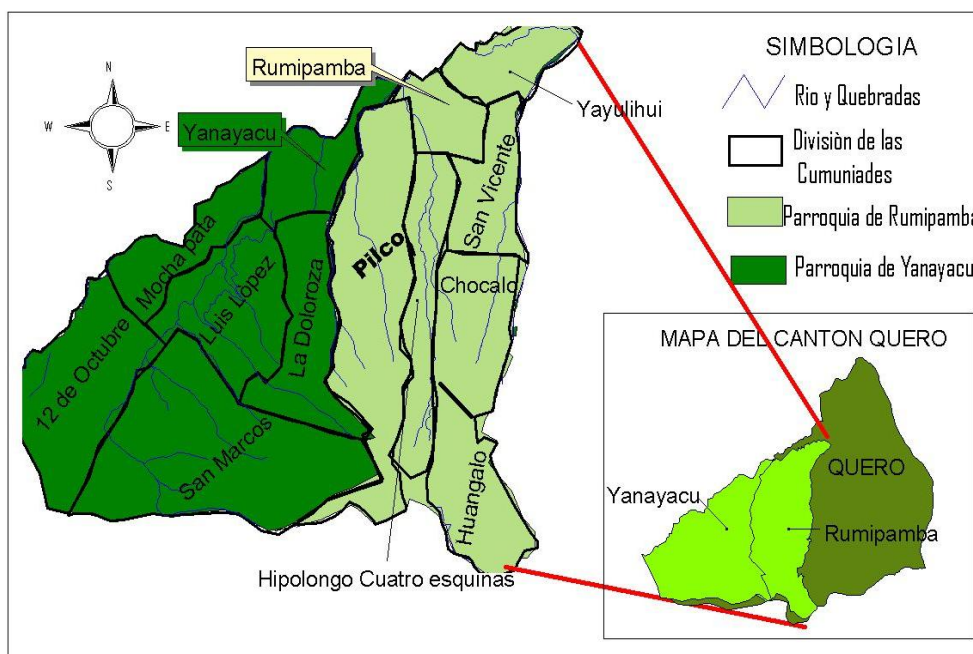 N
W
E
S
Rumipamba
Yanayacu
Yayulihui
San Vicente
Pilco
Chocalo
Mocha pata
Luis Lopez
La Doloroza
12 de Octubre
San Marcos
Huangalo
Hipolongo Cuatro esquinas
SIMBOLOGIA
Rio y Quebradas
Divisiòn de las
Cumuniades
Parroquia de Rumipamba
Parroquia de Yanayacu
MAPA DEL CANTON QUERO
QUERO
Yanayacu
Rumipamba